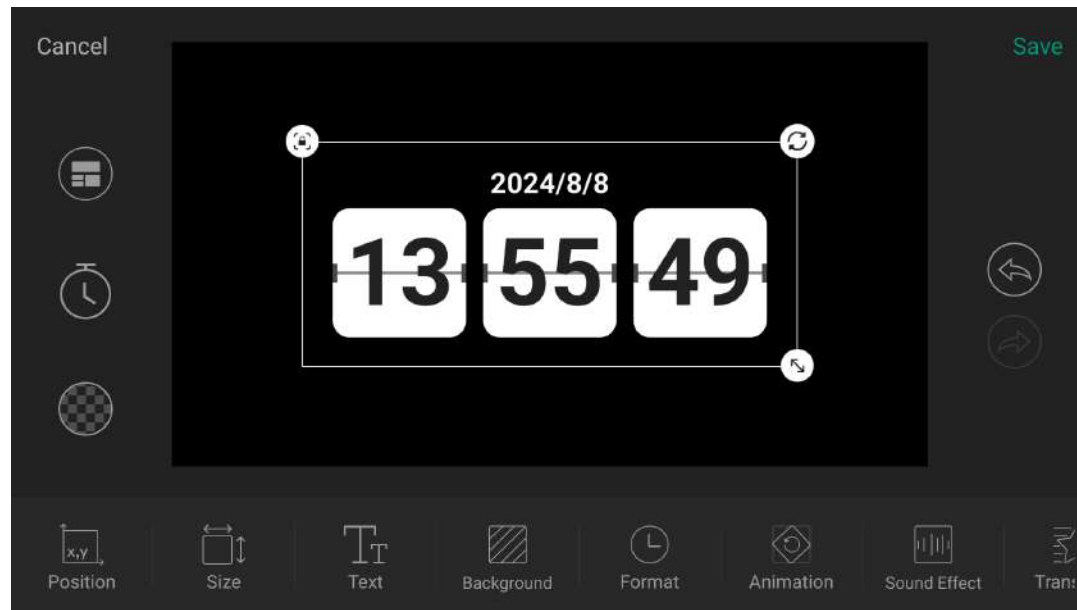 Cancel
Save
2024/8/8
13 55 49
x,y
Position
Size
Text
Background
Format
Animation
Sound Effect